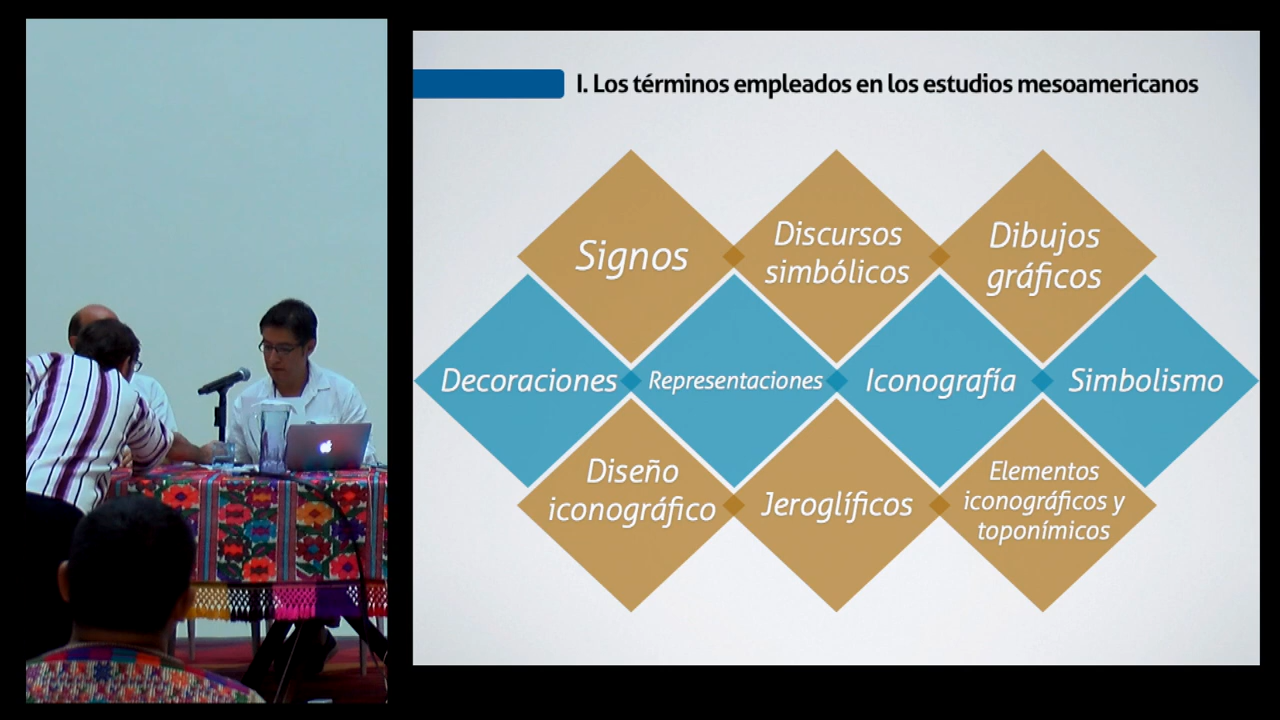 I. Los términos empleados en los estudios mesoamericanos
Signos
Discursos
simbólicos
Dibujos
gráficos
Decoraciones
Representaciones
Iconografía
Simbolismo
Diseño
iconográfico
Jeroglíficos
Elementos
iconográficos y
toponímicos